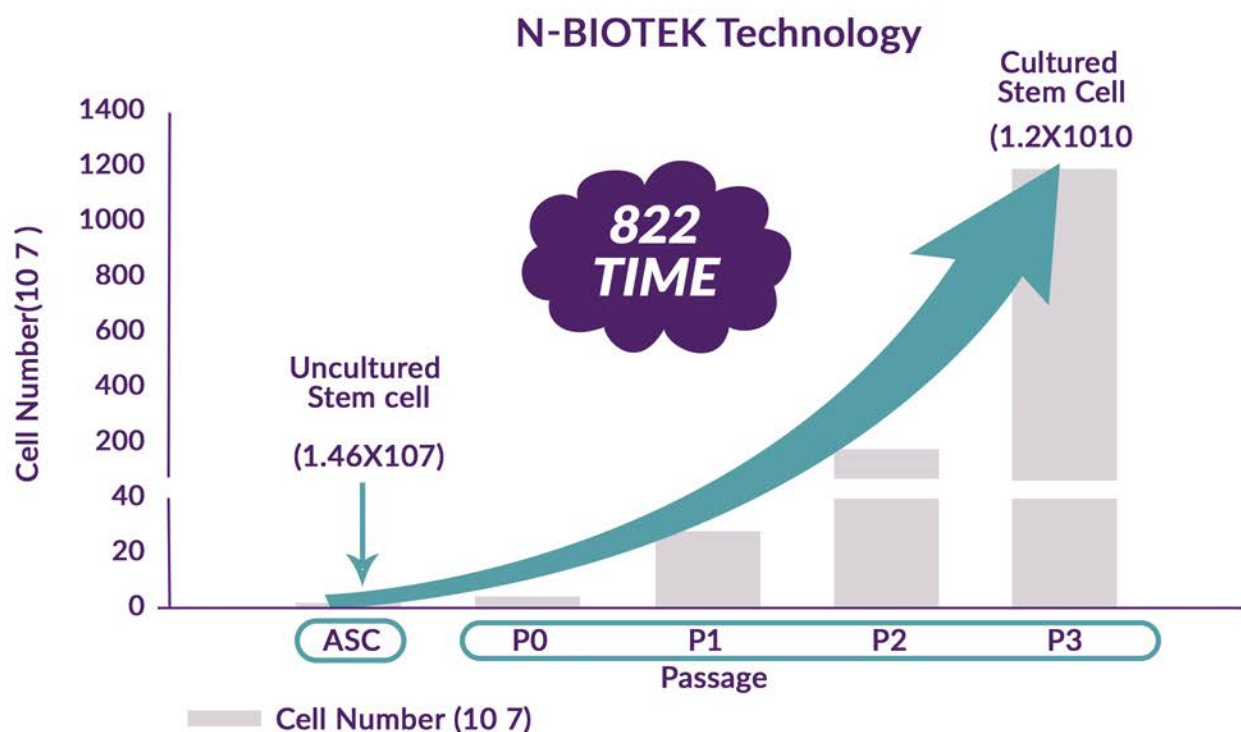 N-BIOTEK Technology
Cultured
Stem Cell
(1.2X1010
1400
1200
1000
800
600
400
200
40
20
0
Cell Number(10 7 )
822
TIME
Uncultured
Stem cell
(1.46X107)
ASC
P0
P1
P2
P3
Passage
Cell Number (10 7)